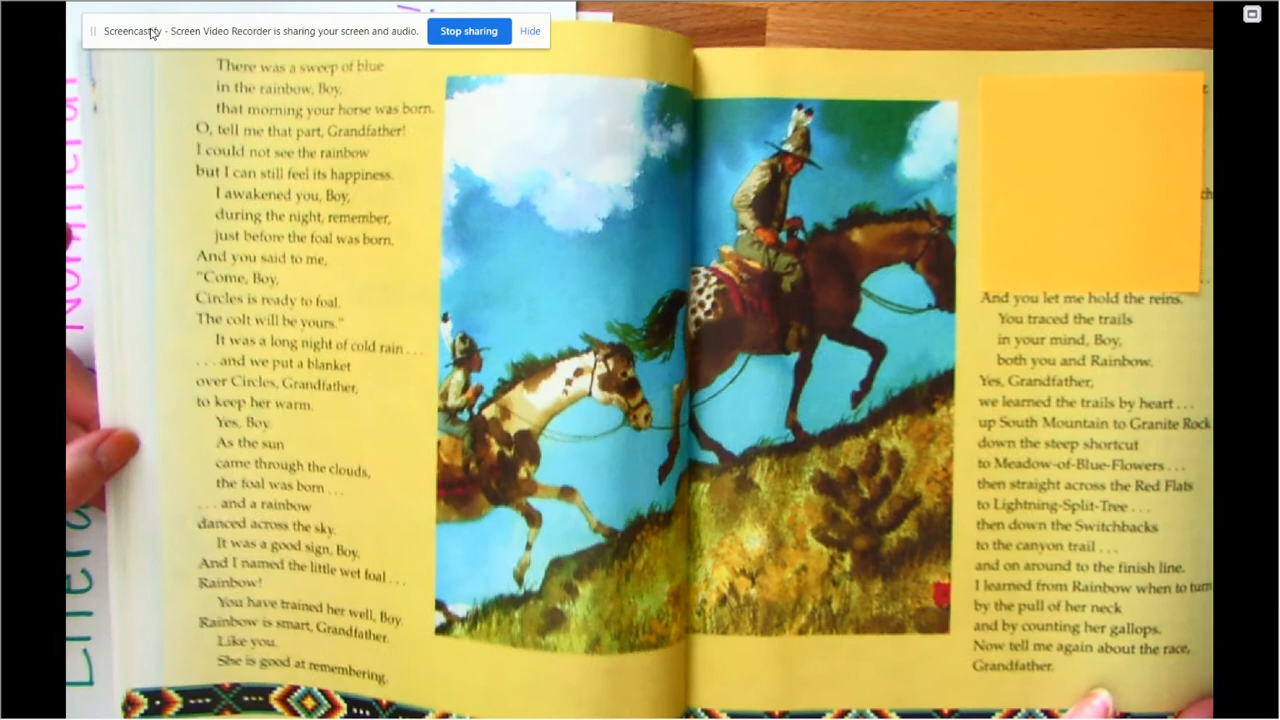 Screencastify - Screen Video Recorder is sharing your screen and audio.
Stop sharing
Hide
There was a sweep of blue
in the rainbow, Boy,
that morning your horse was born.
O, tell me that part, Grandfather!
I could not see the rainbow
but I can still feel its happiness.
I awakened you, Boy,
during the night, remember,
just before the foal was born.
And you said to me,
"Come, Boy,
Circles is ready to foal.
The colt will be yours."
It was a long night of cold rain . . .
. . . and we put a blanket
over Circles, Grandfather,
to keep her warm.
Yes, Boy.
As the sun
came through the clouds,
the foal was born . . .
. . . and a rainbow
danced across the sky.
It was a good sign, Boy.
And I named the little wet foal . . .
Rainbow!
You have trained her well, Boy.
Rainbow is smart, Grandfather.
Like you.
She is good at remembering.
And you let me hold the reins.
You traced the trails
in your mind, Boy,
both you and Rainbow.
Yes, Grandfather,
we learned the trails by heart . . .
up South Mountain to Granite Rock
down the steep shortcut
to Meadow-of-Blue-Flowers . . .
then straight across the Red Flats
to Lightning-Split-Tree . . .
then down the Switchbacks
to the canyon trail . . .
and on around to the finish line.
I learned from Rainbow when to turn
by the pull of her neck
and by counting her gallops.
Now tell me again about the race,
Grandfather.